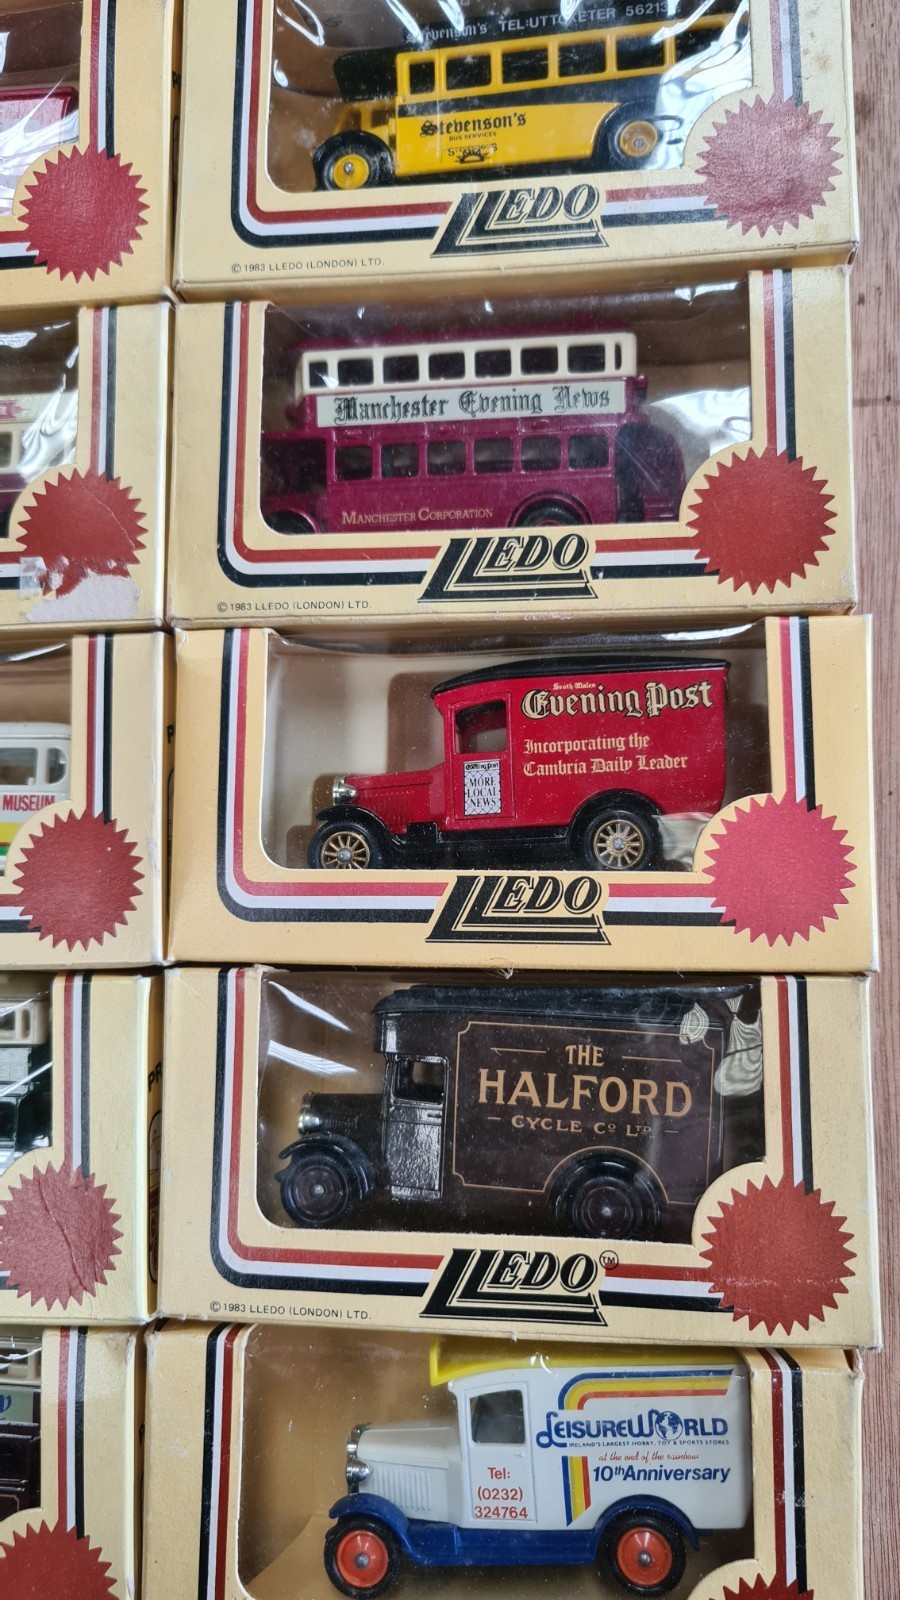 Stevenson's TEL:UTTOXETER 56213
Stevenson's
BUS SERVICES
LLEDO
© 1983 LLEDO (LONDON) LTD.
Manchester Evening News
MANCHESTER CORPORATION
LLEDO
© 1983 LLEDO (LONDON) LTD.
MUSEUM
South Wales
Evening Post
Incorporating the
Cambria Daily Leader
MORE
LOCAL
NEWS
LLEDO
THE
HALFORD
CYCLE Co LTD
LLEDO™
© 1983 LLEDO (LONDON) LTD.
LEISUREWORLD
IRELAND'S LARGEST HOBBY, TOY & SPORTS STORES
at the end of the rainbow
10th Anniversary
Tel:
(0232)
324764